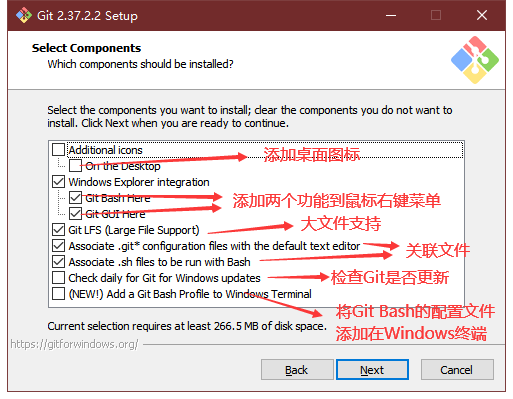 Git 2.37.2.2 Setup
Select Components
Which components should be installed?
Select the components you want to install; clear the components you do not want to
install. Click Next when you are ready to continue.
Additional icons
On the Desktop
添加桌面图标
Windows Explorer integration
Git Bash Here
添加两个功能到鼠标右键菜单
Git GUI Here
Git LFS (Large File Support)
大文件支持
Associate .git* configuration files with the default text editor
关联文件
Associate .sh files to be run with Bash
Check daily for Git for Windows updates
检查Git是否更新
(NEW!) Add a Git Bash Profile to Windows Terminal
将Git Bash的配置文件
添加在Windows终端
Current selection requires at least 266.5 MB of disk space.
https://gitforwindows.org/
Back
Next
Cancel